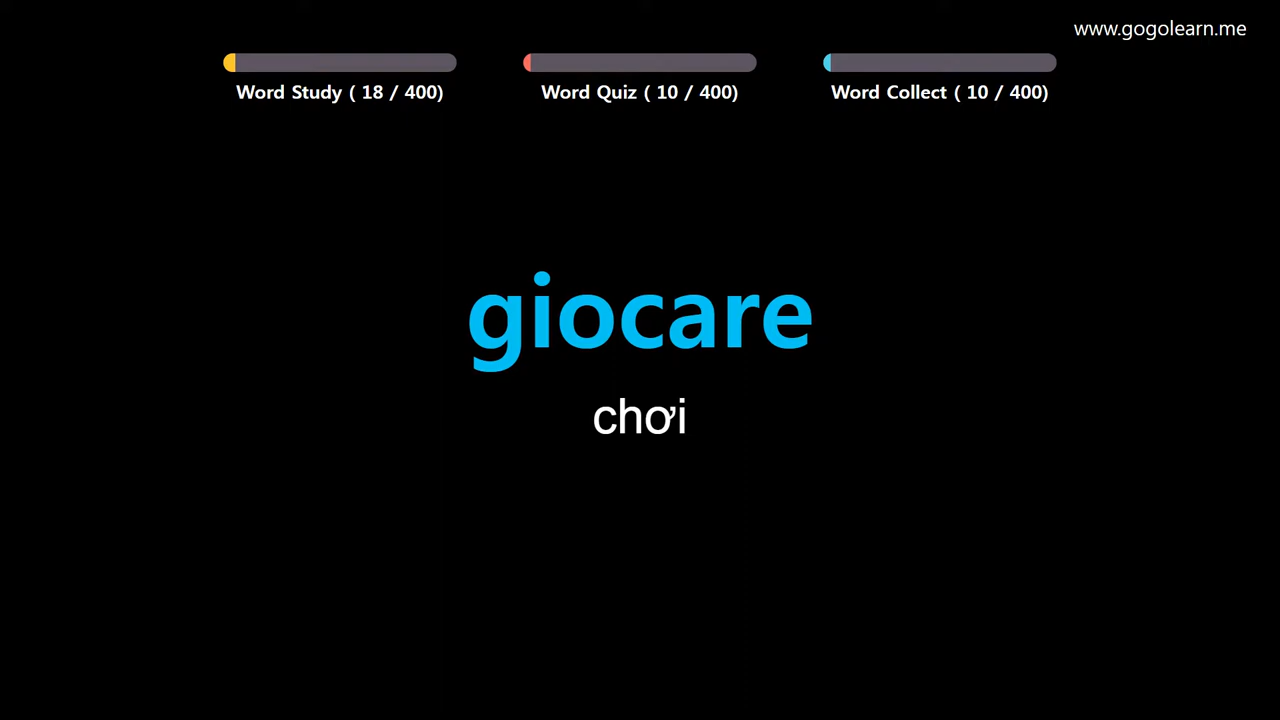 www.gogolearn.me
Word Study ( 18 / 400)
Word Quiz ( 10 / 400)
Word Collect ( 10 / 400)
giocare
chơi